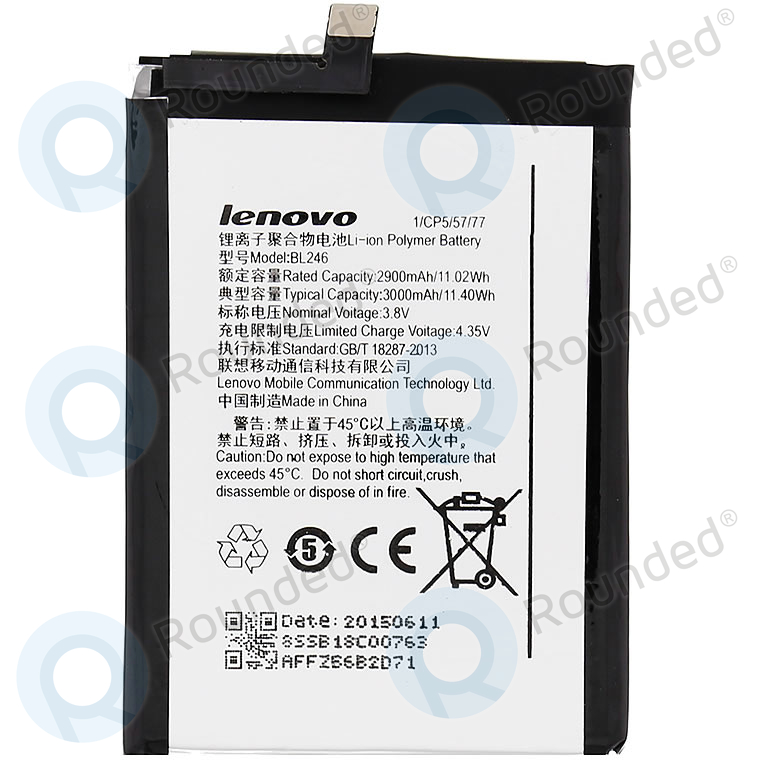 lenovo
1/CP5/57/77
锂离子聚合物电池Li-ion Polymer Battery
型号Model:BL246
额定容量Rated Capacity:2900mAh/11.02Wh
典型容量Typical Capacity:3000mAh/11.40Wh
标称电压Nominal Voltage:3.8V
充电限制电压Limited Charge Voltage:4.35V
执行标准Standard:GB/T 18287-2013
联想移动通信科技有限公司
Lenovo Mobile Communication Technology Ltd.
中国制造Made in China
警告:禁止置于45°C以上高温环境。
禁止短路、挤压、拆卸或投入火中。
Caution:Do not expose to high temperature that
exceeds 45°C. Do not short circuit,crush,
disassemble or dispose of in fire.
5
CE
Date: 20150611
8SSB18C00763
AFFZB6B2D71
R Rounded®
R Rounded®
R Rounded®
R Rounded®
R Rounded®
R Rounded®